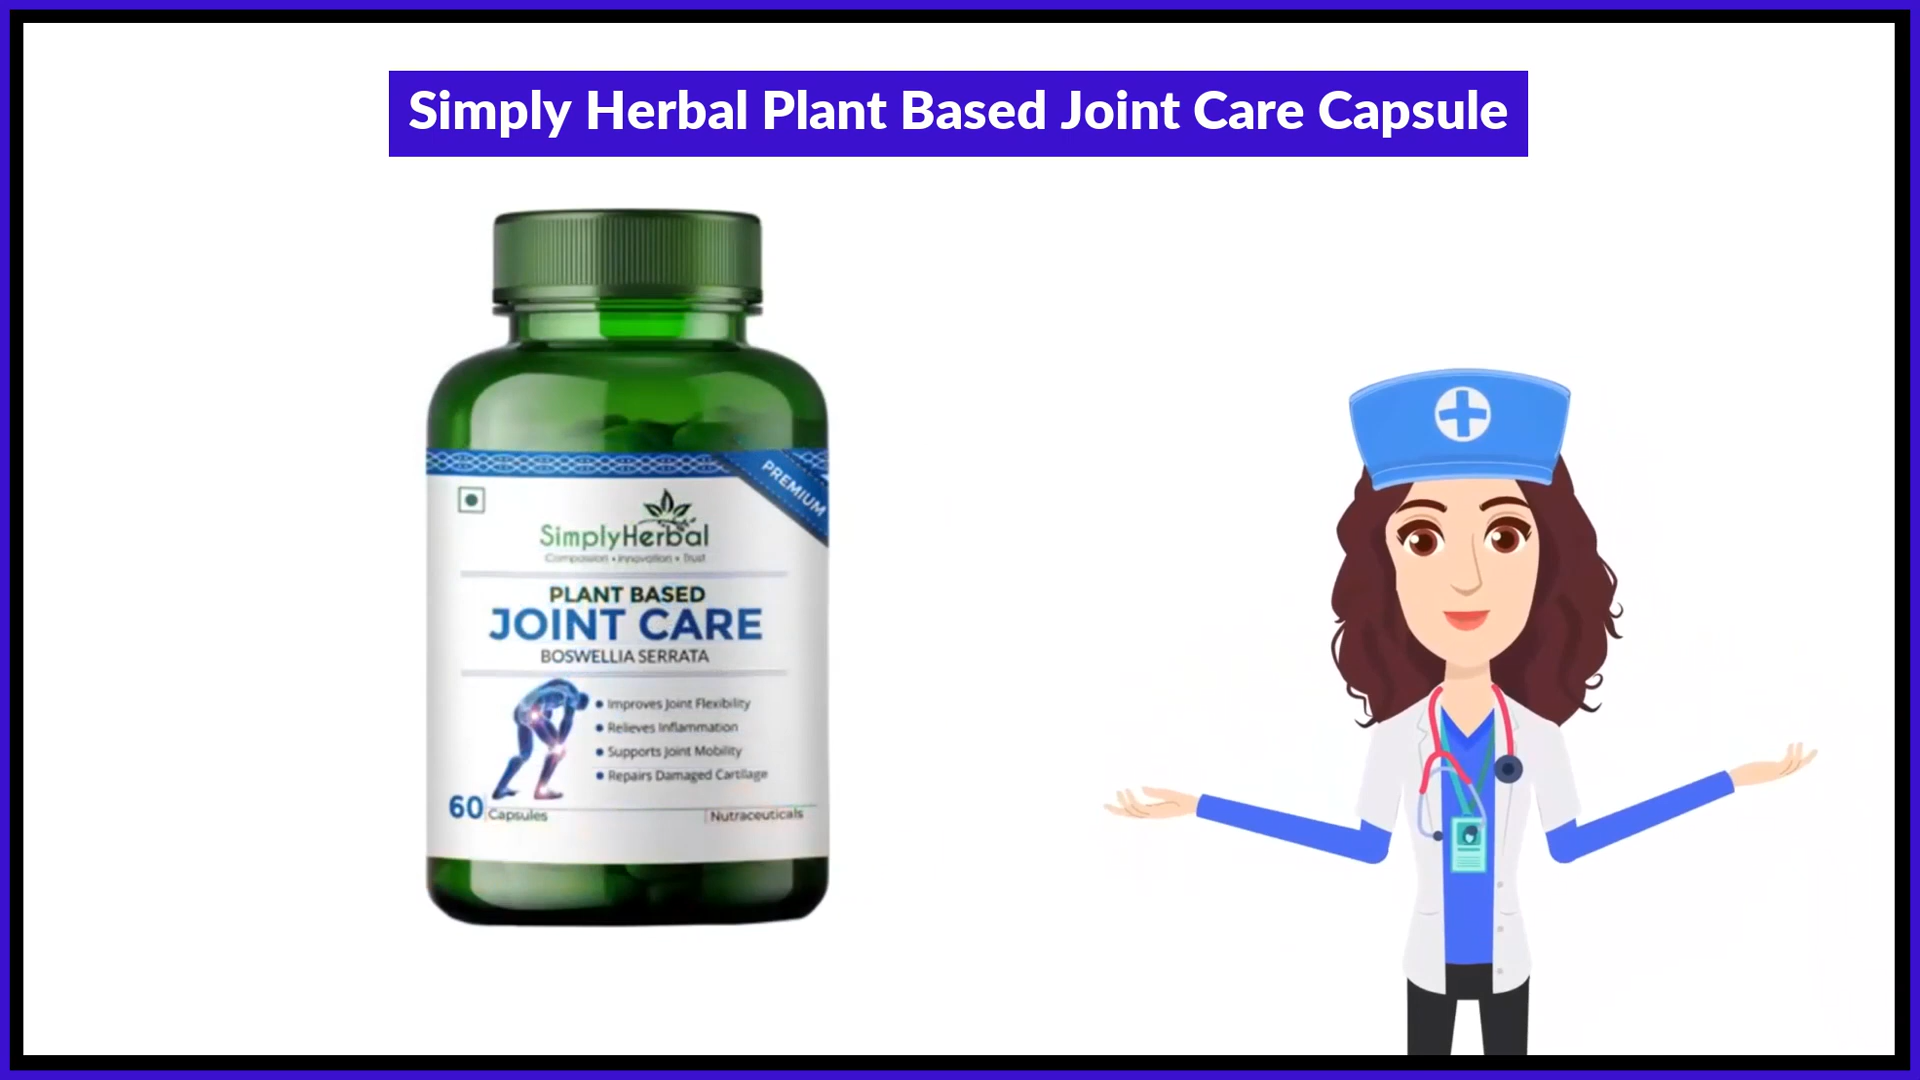 Simply Herbal Plant Based Joint Care Capsule
PREMIUM
SimplyHerbal
Compassion • Innovation • Trust
PLANT BASED
JOINT CARE
BOSWELLIA SERRATA
• Improves Joint Flexibility
• Relieves Inflammation
• Supports Joint Mobility
• Repairs Damaged Cartilage
60 Capsules
Nutraceuticals